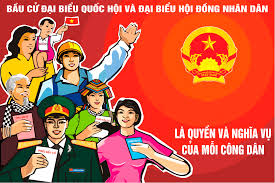 BẦU CỬ ĐẠI BIỂU QUỐC HỘI VÀ ĐẠI BIỂU HỘI ĐỒNG NHÂN DÂN
LÀ QUYỀN VÀ NGHĨA VỤ
CỦA MỖI CÔNG DÂN